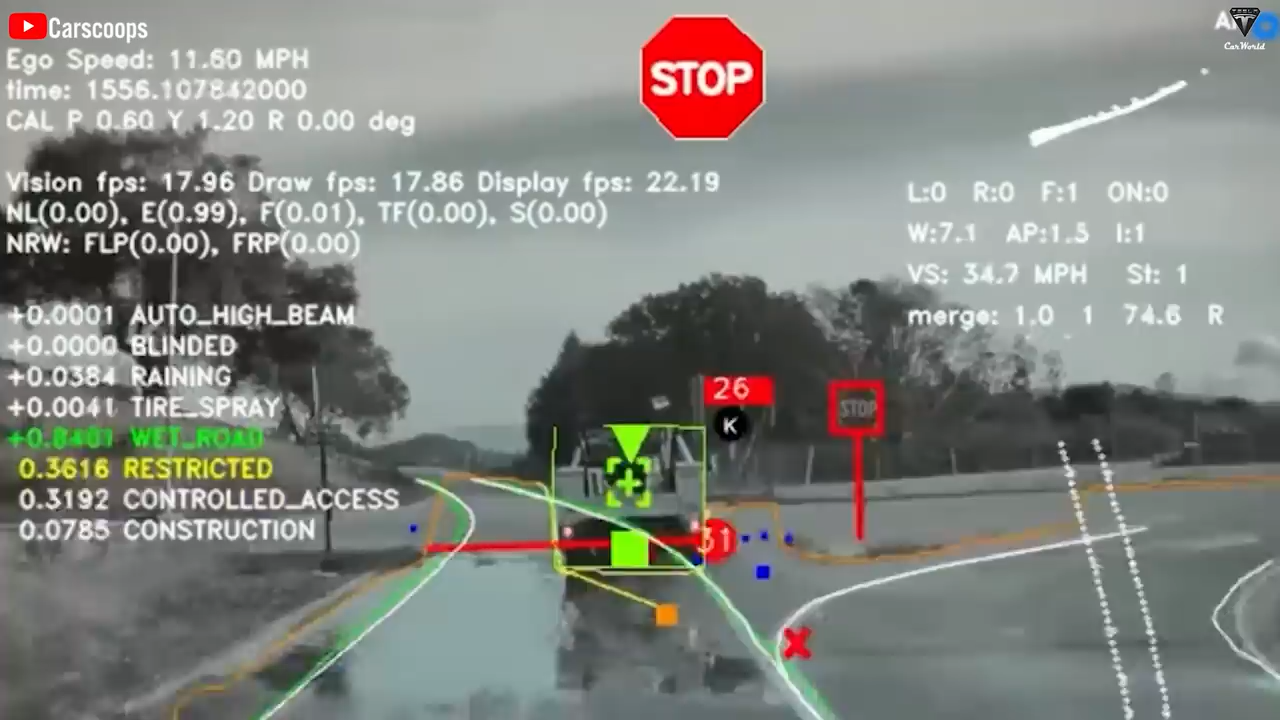 Carscoops
Ego Speed: 11.60 MPH
time: 1556.107842000
CAL P 0.60 Y 1.20 R 0.00 deg
STOP
TESLA
CarWorld
Vision fps: 17.96 Draw fps: 17.86 Display fps: 22.19
NL(0.00), E(0.99), F(0.01), TF(0.00), S(0.00)
NRW: FLP(0.00), FRP(0.00)
L:0 R:0 F:1 ON:0
W:7.1 AP:1.5 I:1
VS: 34.7 MPH St: 1
merge: 1.0 1 74.6 R
+0.0001 AUTO_HIGH_BEAM
+0.0000 BLINDED
+0.0384 RAINING
+0.0041 TIRE_SPRAY
+0.8401 WET_ROAD
0.3616 RESTRICTED
0.3192 CONTROLLED_ACCESS
0.0785 CONSTRUCTION
26
K
STOP
31